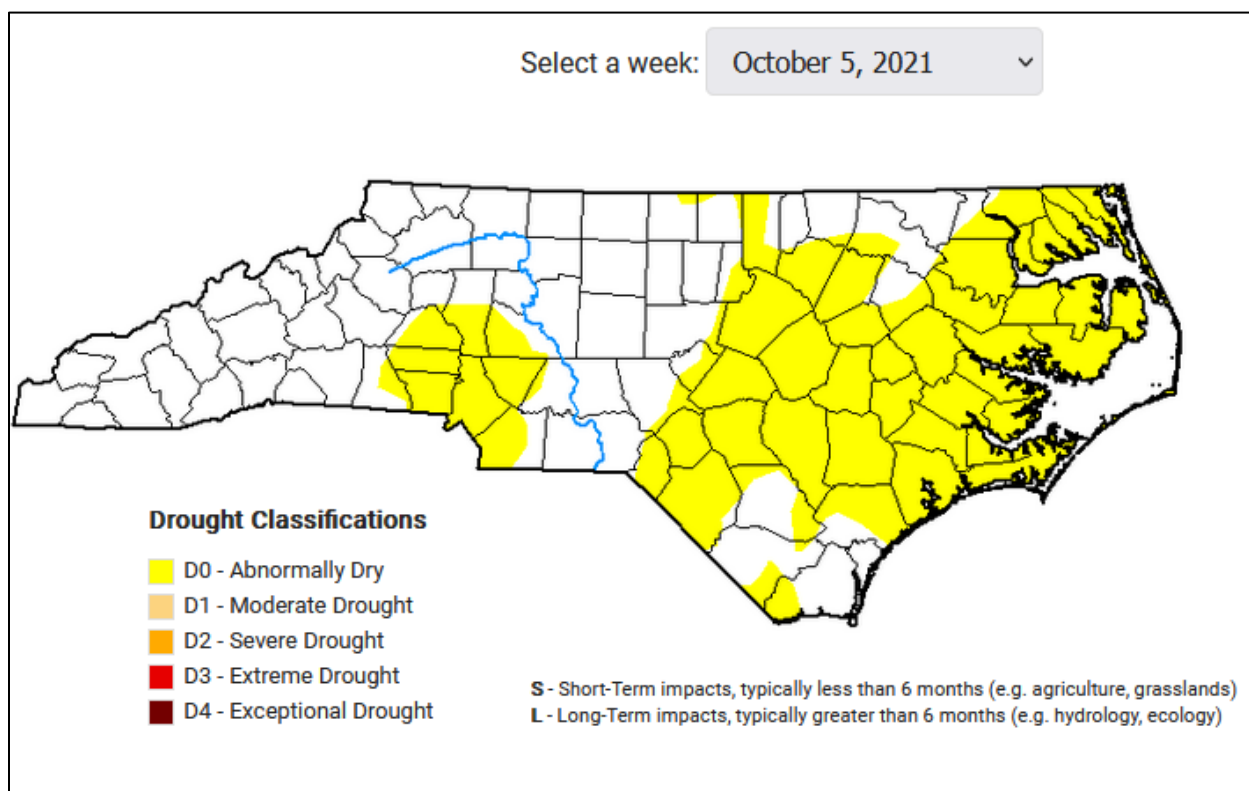 Select a week: October 5, 2021
Drought Classifications
D0 - Abnormally Dry
D1 - Moderate Drought
D2 - Severe Drought
D3 - Extreme Drought
D4 - Exceptional Drought
S - Short-Term impacts, typically less than 6 months (e.g. agriculture, grasslands)
L - Long-Term impacts, typically greater than 6 months (e.g. hydrology, ecology)